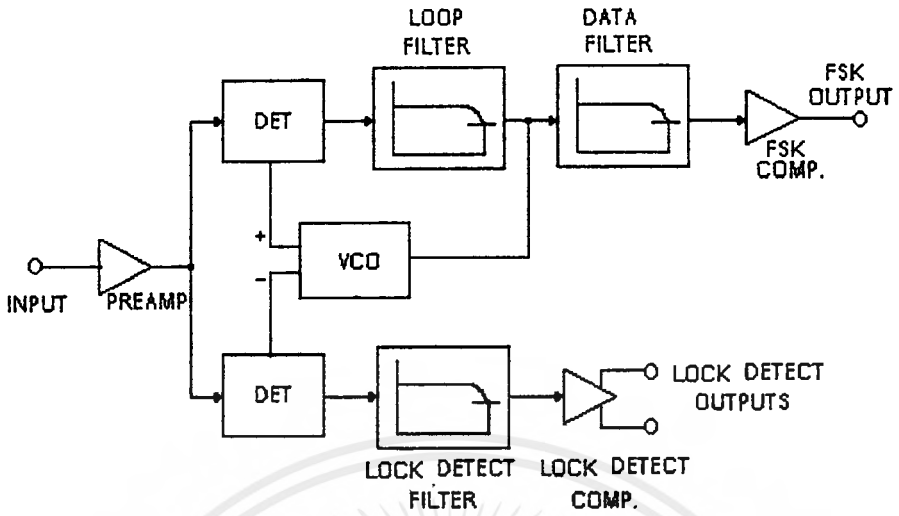 LOOP
FILTER
DATA
FILTER
FSK
OUTPUT
DET
FSK
COMP.
+
VCO
−
INPUT
PREAMP
DET
LOCK DETECT
OUTPUTS
LOCK DETECT
FILTER
LOCK DETECT
COMP.